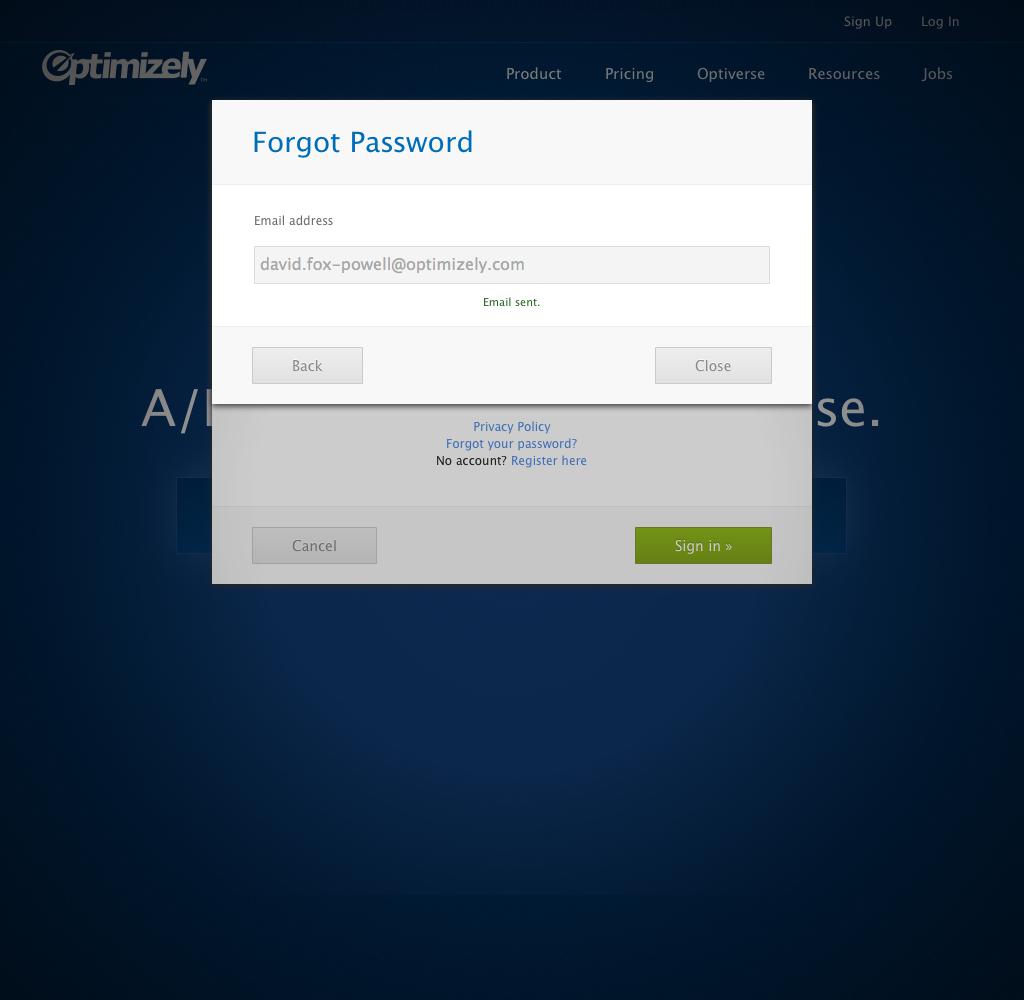 Sign Up Log In
Optimizely™
Product Pricing Optiverse Resources Jobs
Forgot Password
Email address
david.fox-powell@optimizely.com
Email sent.
Back Close
A/ se.
Privacy Policy
Forgot your password?
No account? Register here
Cancel Sign in »